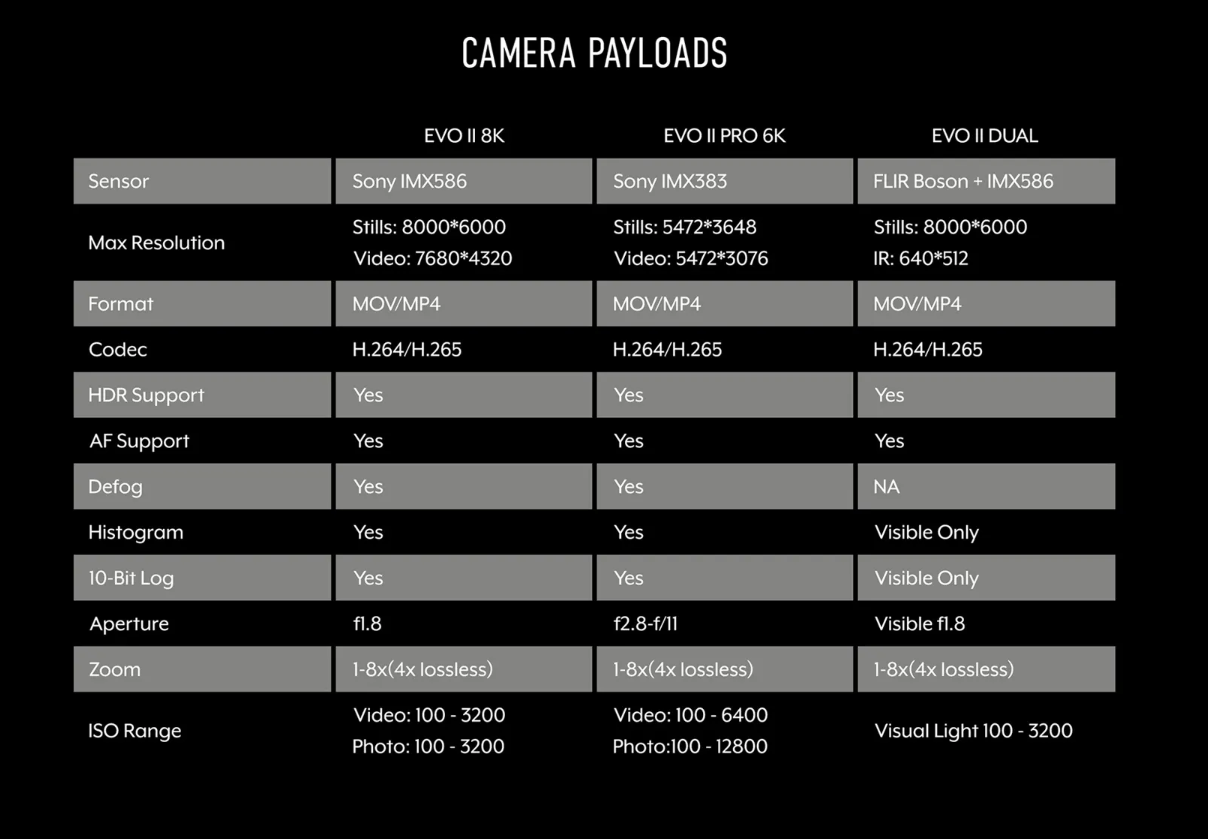 CAMERA PAYLOADS
EVO II 8K EVO II PRO 6K EVO II DUAL
Sensor Sony IMX586 Sony IMX383 FLIR Boson + IMX586
Max Resolution Stills: 8000*6000 Stills: 5472*3648 Stills: 8000*6000
Video: 7680*4320 Video: 5472*3076 IR: 640*512
Format MOV/MP4 MOV/MP4 MOV/MP4
Codec H.264/H.265 H.264/H.265 H.264/H.265
HDR Support Yes Yes Yes
AF Support Yes Yes Yes
Defog Yes Yes NA
Histogram Yes Yes Visible Only
10-Bit Log Yes Yes Visible Only
Aperture f1.8 f2.8-f/11 Visible f1.8
Zoom 1-8x(4x lossless) 1-8x(4x lossless) 1-8x(4x lossless)
ISO Range Video: 100 - 3200 Video: 100 - 6400 Visual Light 100 - 3200
Photo: 100 - 3200 Photo:100 - 12800